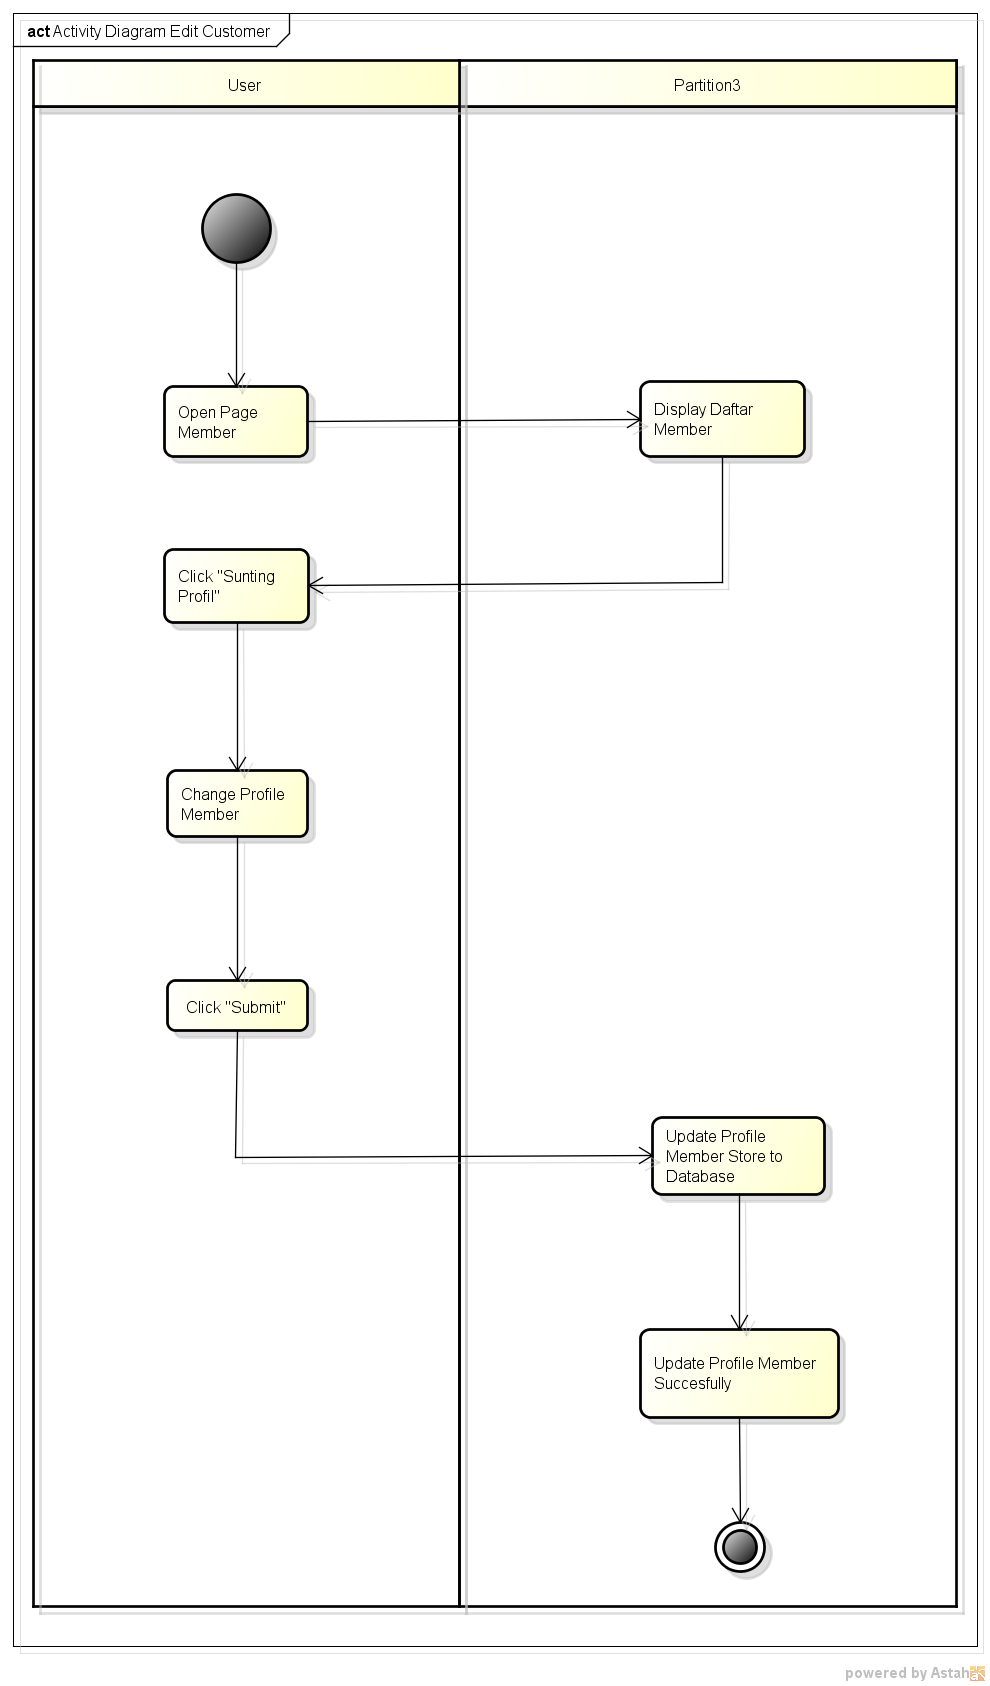 act Activity Diagram Edit Customer
User
Partition3
Open Page
Member
Display Daftar
Member
Click "Sunting
Profil"
Change Profile
Member
Click "Submit"
Update Profile
Member Store to
Database
Update Profile Member
Succesfully
powered by Astah